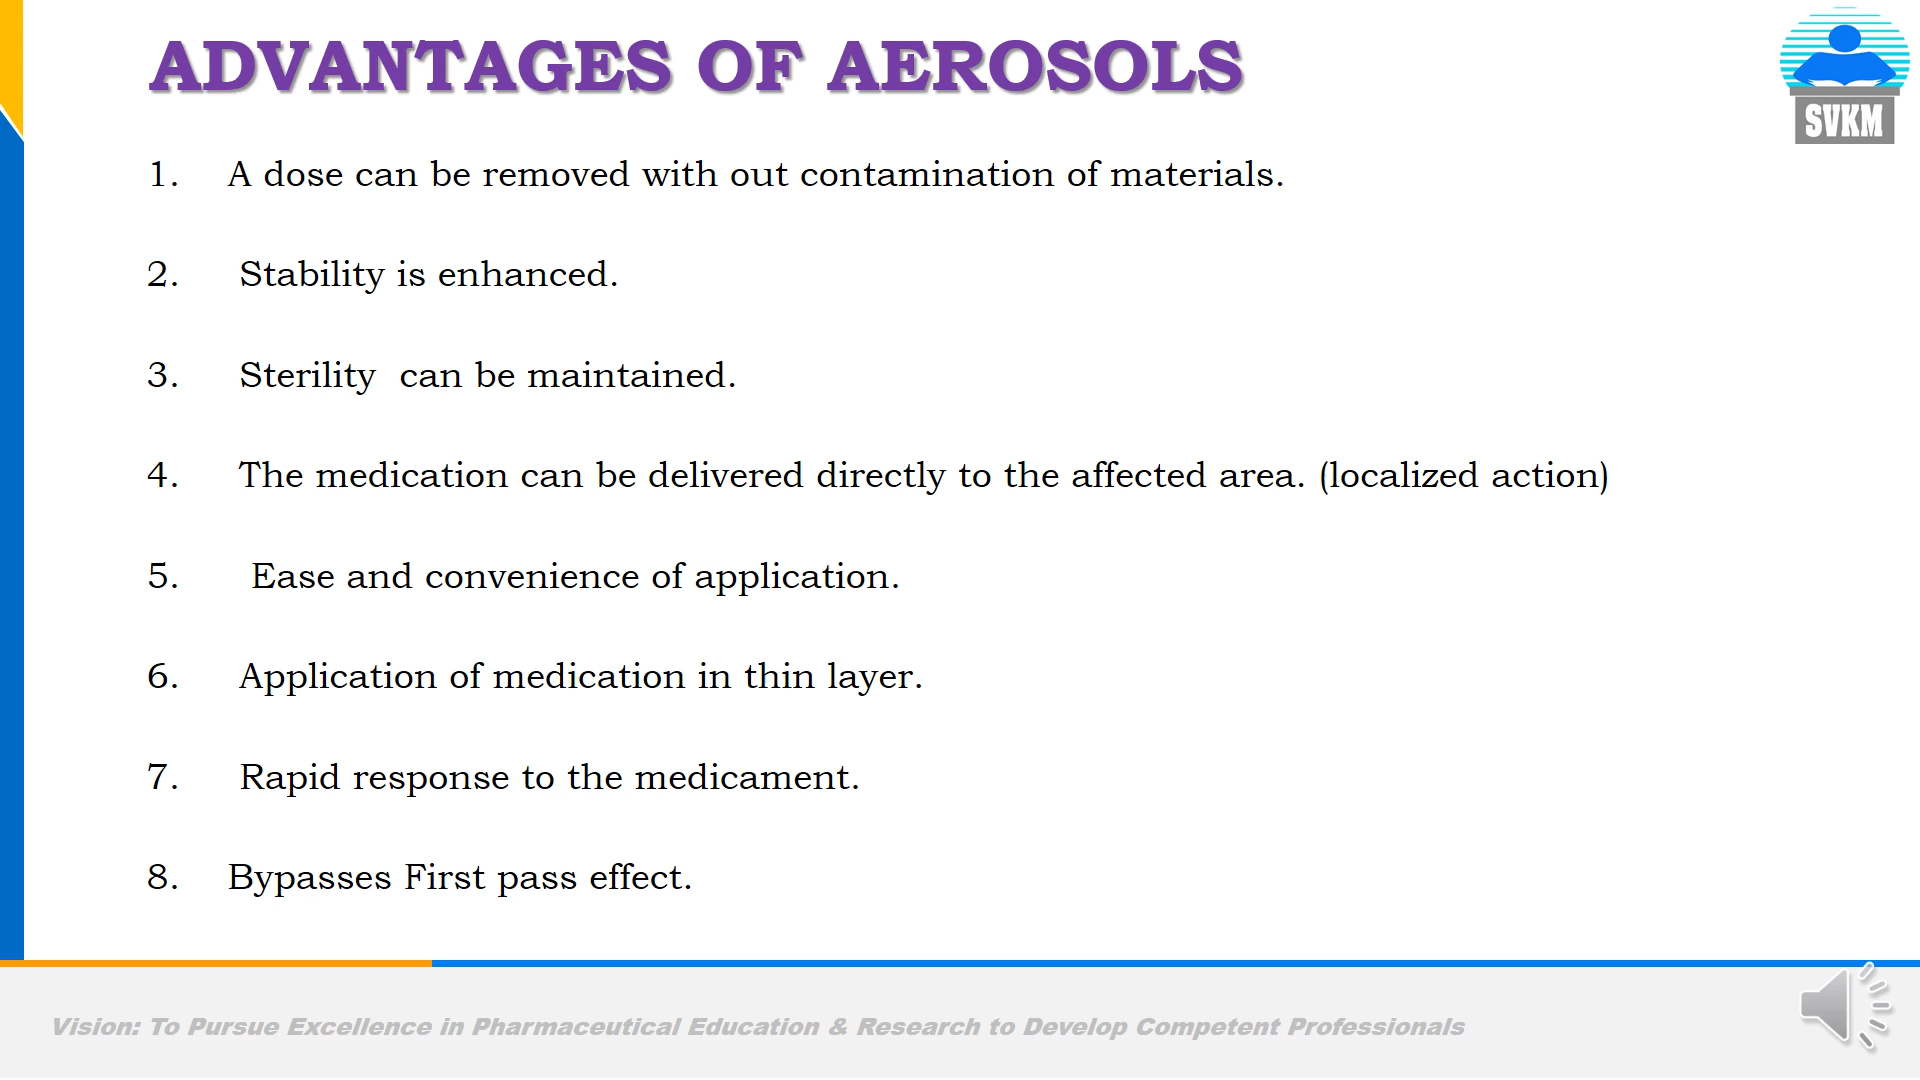 ADVANTAGES OF AEROSOLS
SVKM
1. A dose can be removed with out contamination of materials.
2. Stability is enhanced.
3. Sterility can be maintained.
4. The medication can be delivered directly to the affected area. (localized action)
5. Ease and convenience of application.
6. Application of medication in thin layer.
7. Rapid response to the medicament.
8. Bypasses First pass effect.
Vision: To Pursue Excellence in Pharmaceutical Education & Research to Develop Competent Professionals